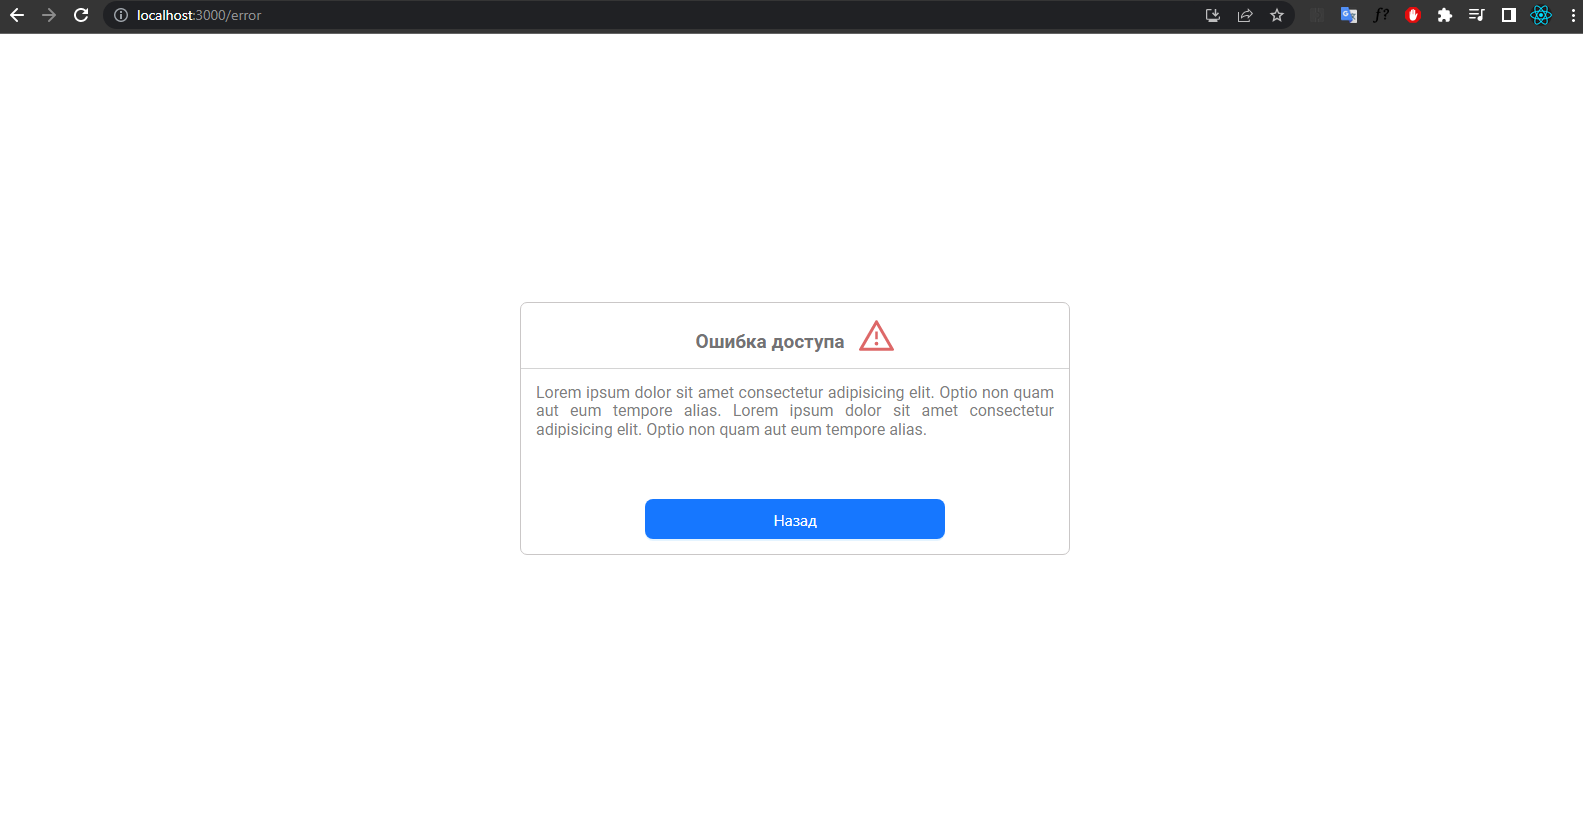 localhost:3000/error
f?
Ошибка доступа
Lorem ipsum dolor sit amet consectetur adipisicing elit. Optio non quam
aut eum tempore alias. Lorem ipsum dolor sit amet consectetur
adipisicing elit. Optio non quam aut eum tempore alias.
Назад